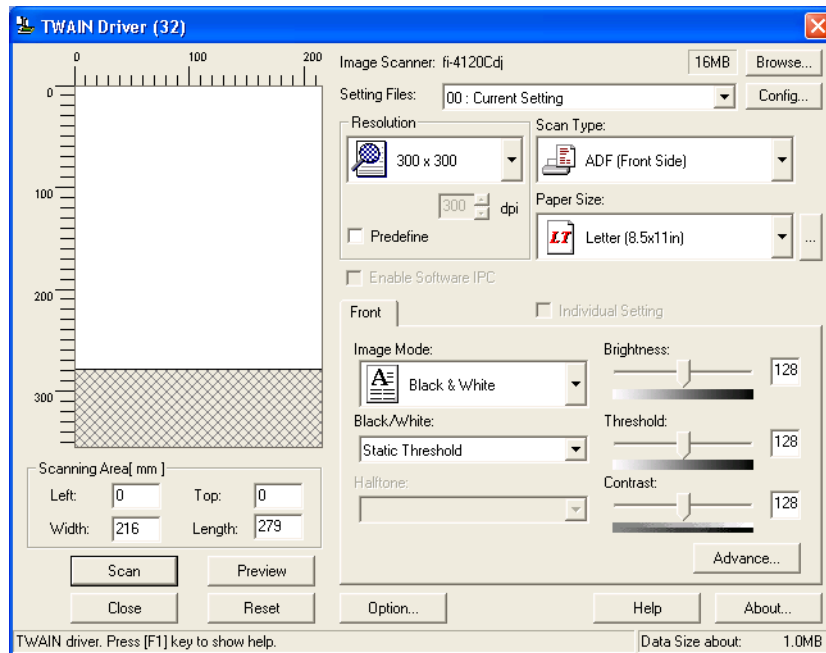 TWAIN Driver (32)
0 100 200
0
100
200
300
Image Scanner: fi-4120Cdj 16MB Browse...
Setting Files: 00 : Current Setting Config...
Resolution
300 x 300
300 dpi
Predefine
Scan Type:
ADF (Front Side)
Paper Size:
LT Letter (8.5x11in) ...
Enable Software IPC
Front Individual Setting
Image Mode:
A Black & White
Black/White:
Static Threshold
Halftone:
Brightness:
128
Threshold:
128
Contrast:
128
Advance...
Scanning Area[ mm ]
Left: 0 Top: 0
Width: 216 Length: 279
Scan Preview
Close Reset Option... Help About...
TWAIN driver. Press [F1] key to show help. Data Size about: 1.0MB